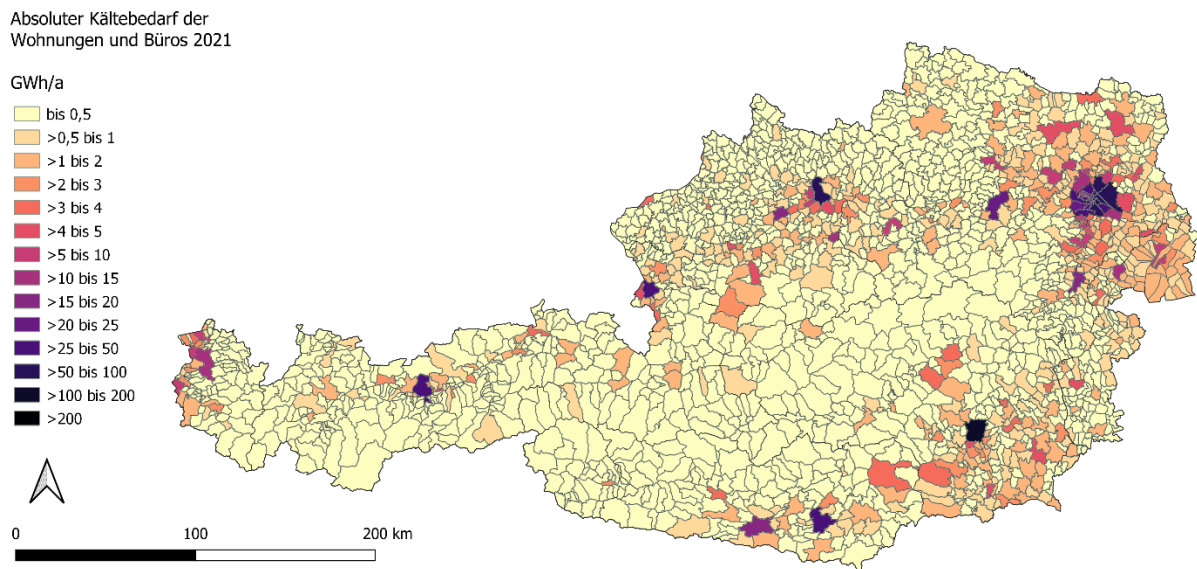 Absoluter Kältebedarf der
Wohnungen und Büros 2021
GWh/a
bis 0,5
>0,5 bis 1
>1 bis 2
>2 bis 3
>3 bis 4
>4 bis 5
>5 bis 10
>10 bis 15
>15 bis 20
>20 bis 25
>25 bis 50
>50 bis 100
>100 bis 200
>200
0 100 200 km